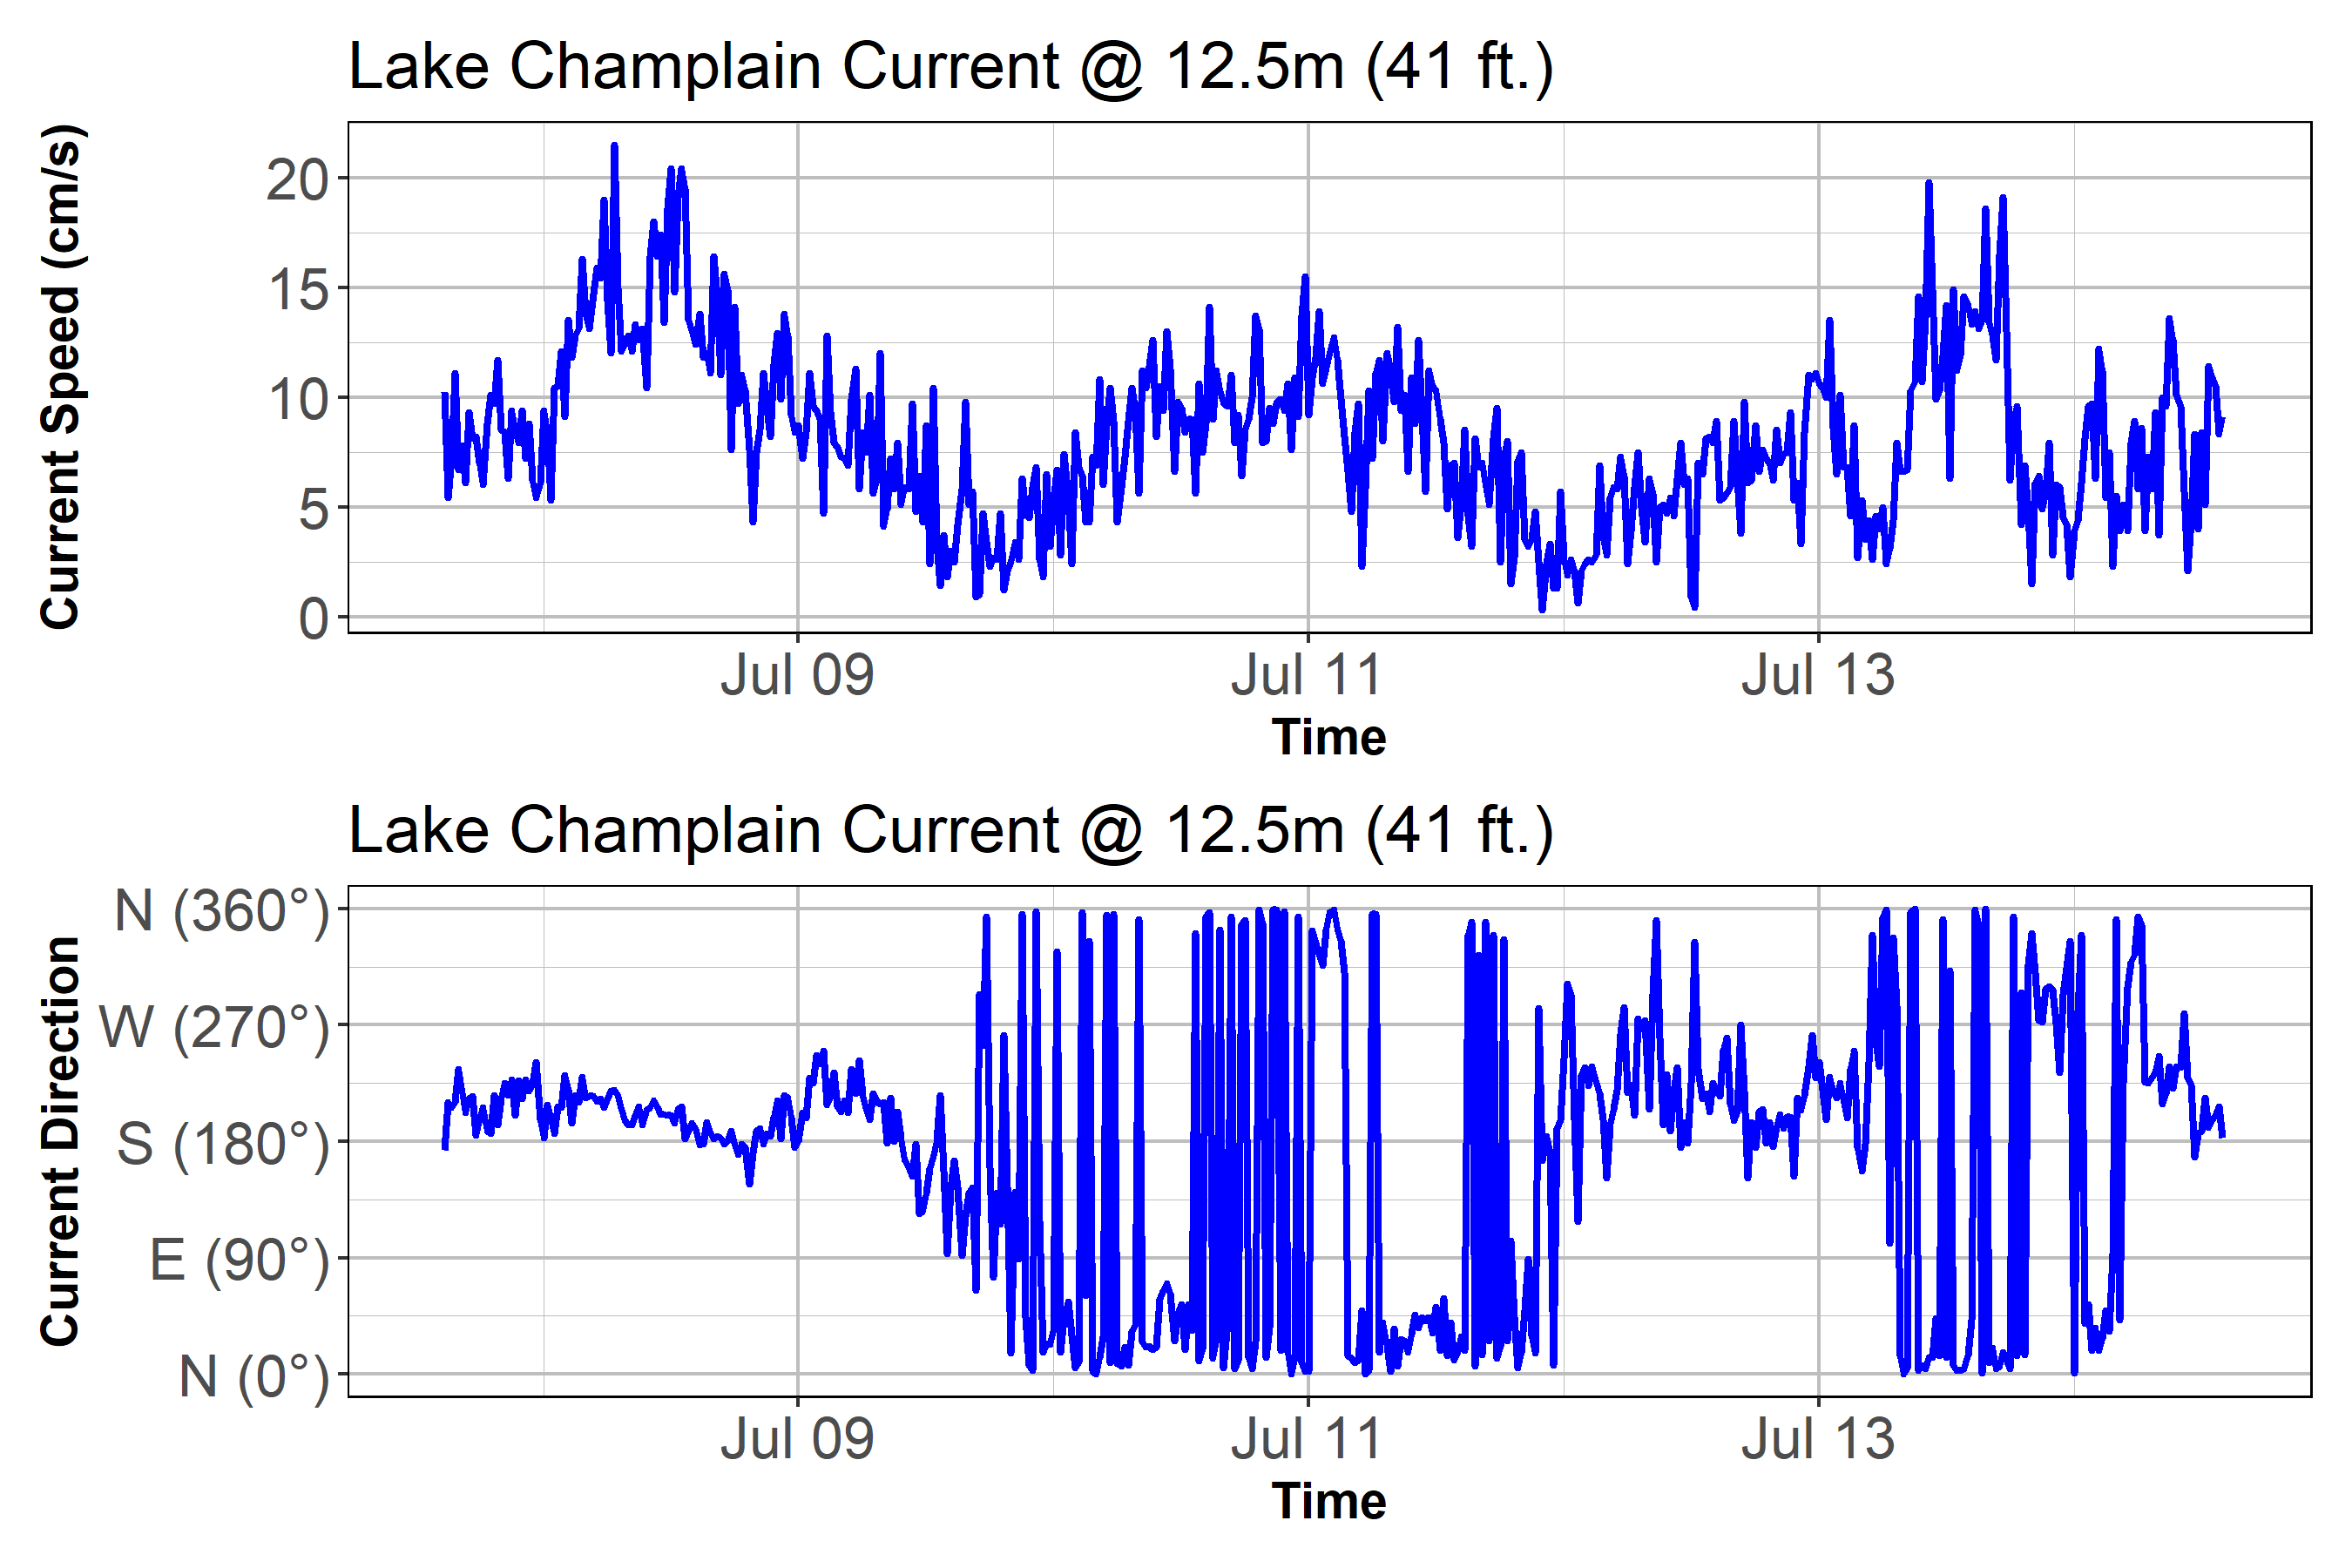 Lake Champlain Current @ 12.5m (41 ft.)
Current Speed (cm/s)
20
15
10
5
0
Jul 09 Jul 11 Jul 13
Time
Lake Champlain Current @ 12.5m (41 ft.)
Current Direction
N (360°)
W (270°)
S (180°)
E (90°)
N (0°)
Jul 09 Jul 11 Jul 13
Time